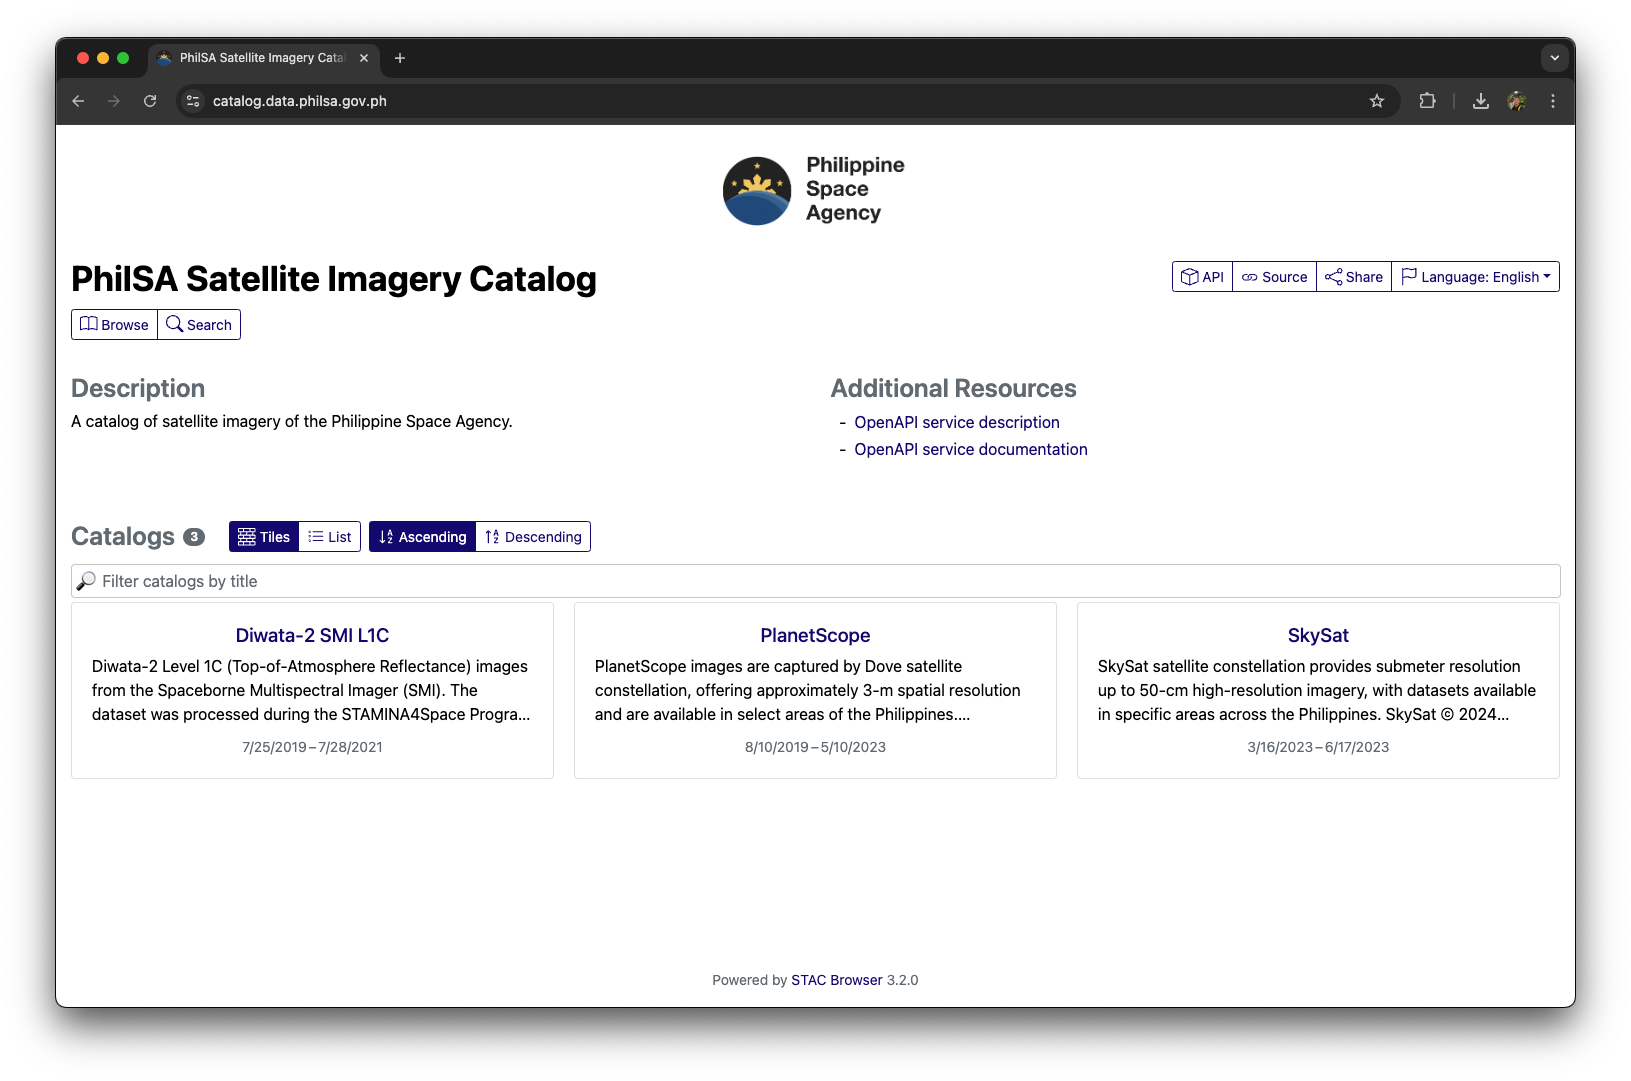 PhilSA Satellite Imagery Cata
catalog.data.philsa.gov.ph
Philippine
Space
Agency
PhilSA Satellite Imagery Catalog
API Source Share Language: English
Browse Search
Description
A catalog of satellite imagery of the Philippine Space Agency.
Additional Resources
- OpenAPI service description
- OpenAPI service documentation
Catalogs 3 Tiles List Ascending Descending
Filter catalogs by title
Diwata-2 SMI L1C
Diwata-2 Level 1C (Top-of-Atmosphere Reflectance) images
from the Spaceborne Multispectral Imager (SMI). The
dataset was processed during the STAMINA4Space Progra...
7/25/2019 – 7/28/2021
PlanetScope
PlanetScope images are captured by Dove satellite
constellation, offering approximately 3-m spatial resolution
and are available in select areas of the Philippines....
8/10/2019 – 5/10/2023
SkySat
SkySat satellite constellation provides submeter resolution
up to 50-cm high-resolution imagery, with datasets available
in specific areas across the Philippines. SkySat © 2024...
3/16/2023 – 6/17/2023
Powered by STAC Browser 3.2.0